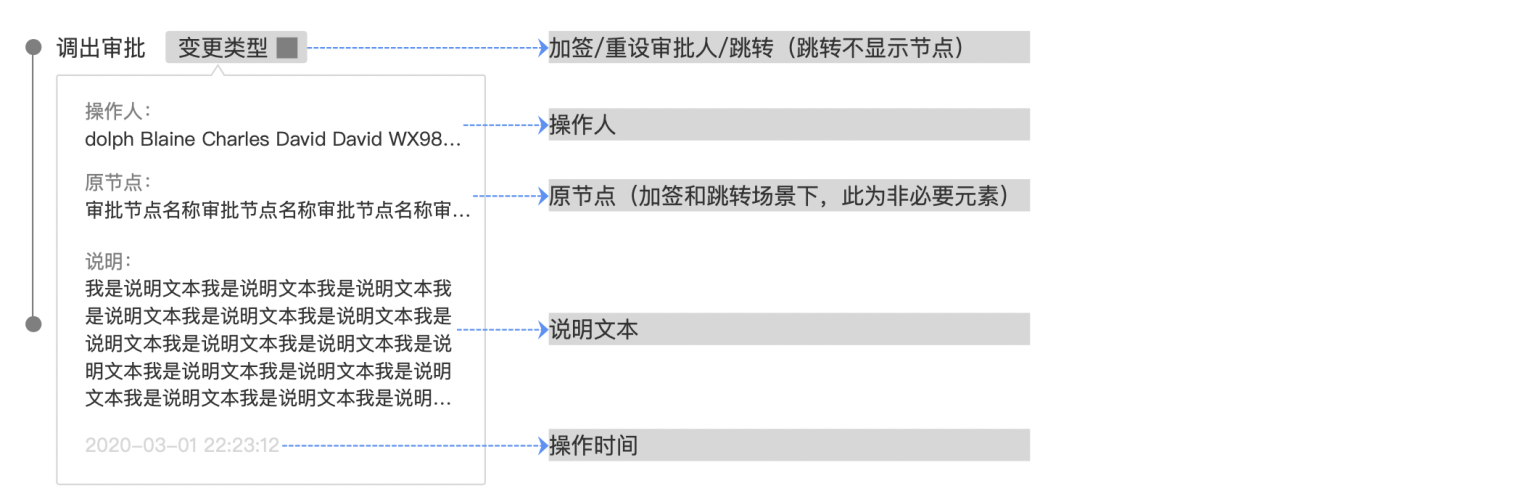 调出审批 变更类型 加签/重设审批人/跳转（跳转不显示节点）
操作人：
dolph Blaine Charles David David WX98...
操作人
原节点：
审批节点名称审批节点名称审批节点名称审...
原节点（加签和跳转场景下，此为非必要元素）
说明：
我是说明文本我是说明文本我是说明文本我
是说明文本我是说明文本我是说明文本我是
说明文本我是说明文本我是说明文本我是说
明文本我是说明文本我是说明文本我是说明
文本我是说明文本我是说明文本我是说明...
说明文本
2020-03-01 22:23:12 操作时间